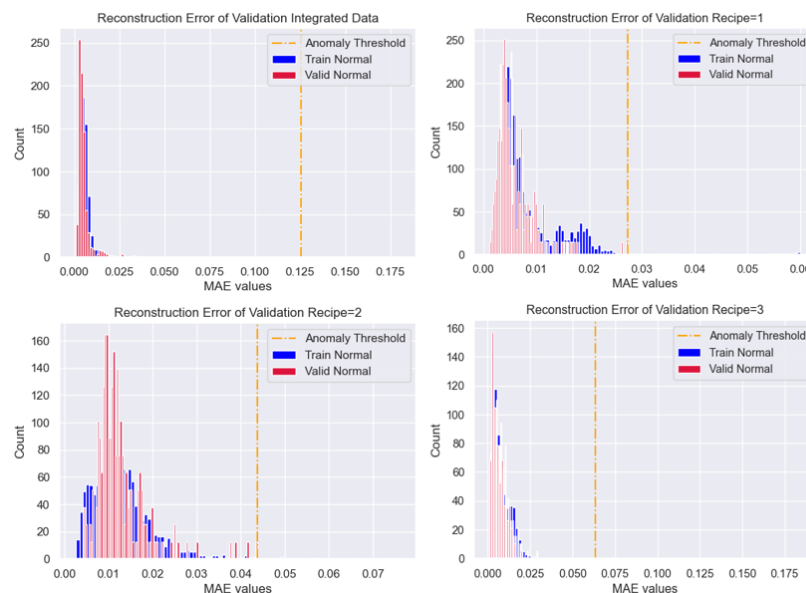 Reconstruction Error of Validation Integrated Data
250
200
150
100
50
0
Count
0.000 0.025 0.050 0.075 0.100 0.125 0.150 0.175
MAE values
Anomaly Threshold
Train Normal
Valid Normal
Reconstruction Error of Validation Recipe=1
250
200
150
100
50
0
Count
0.00 0.01 0.02 0.03 0.04 0.05
MAE values
Anomaly Threshold
Train Normal
Valid Normal
Reconstruction Error of Validation Recipe=2
160
140
120
100
80
60
40
20
0
Count
0.00 0.01 0.02 0.03 0.04 0.05 0.06 0.07
MAE values
Anomaly Threshold
Train Normal
Valid Normal
Reconstruction Error of Validation Recipe=3
160
140
120
100
80
60
40
20
0
Count
0.000 0.025 0.050 0.075 0.100 0.125 0.150 0.175
MAE values
Anomaly Threshold
Train Normal
Valid Normal